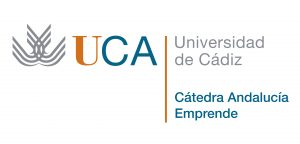 UCA
Universidad
de Cádiz
Cátedra Andalucía
Emprende